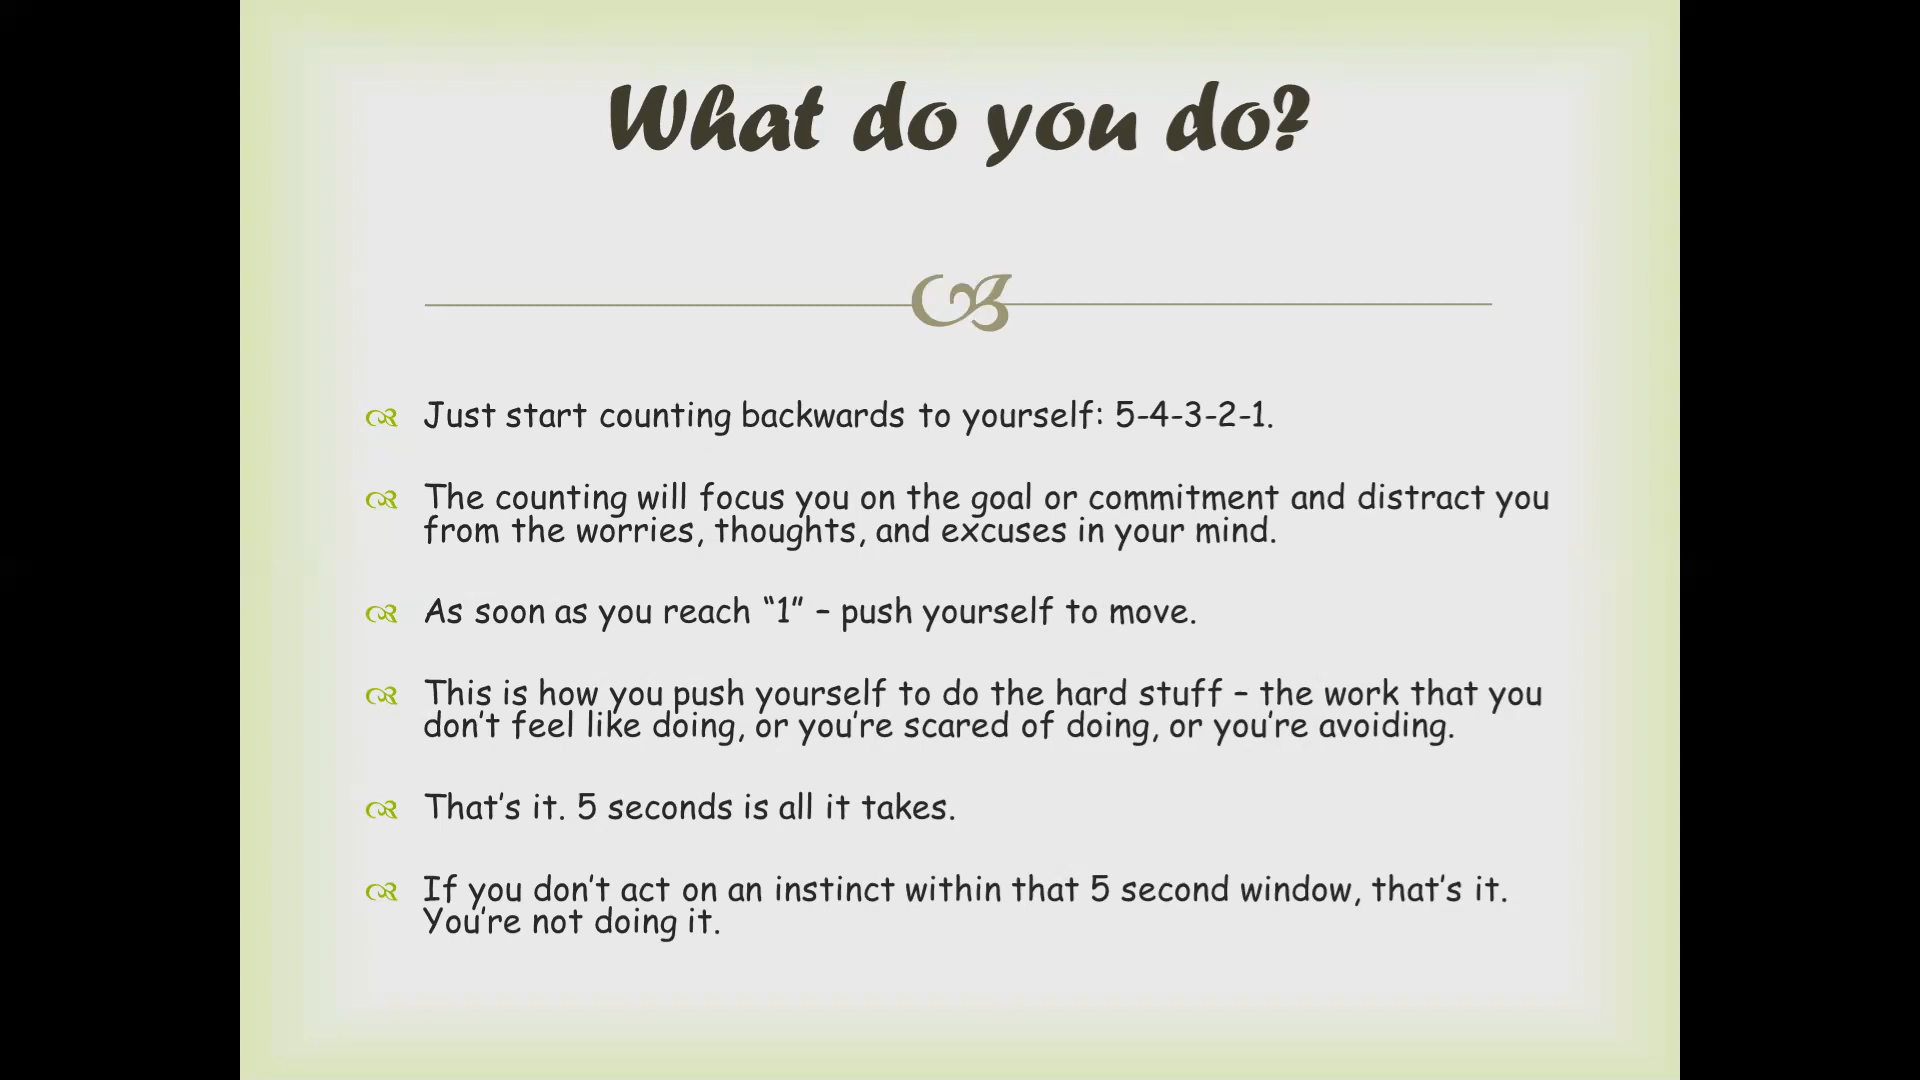 What do you do?
Just start counting backwards to yourself: 5-4-3-2-1.
The counting will focus you on the goal or commitment and distract you
from the worries, thoughts, and excuses in your mind.
As soon as you reach “1” – push yourself to move.
This is how you push yourself to do the hard stuff – the work that you
don’t feel like doing, or you’re scared of doing, or you’re avoiding.
That’s it. 5 seconds is all it takes.
If you don’t act on an instinct within that 5 second window, that’s it.
You’re not doing it.